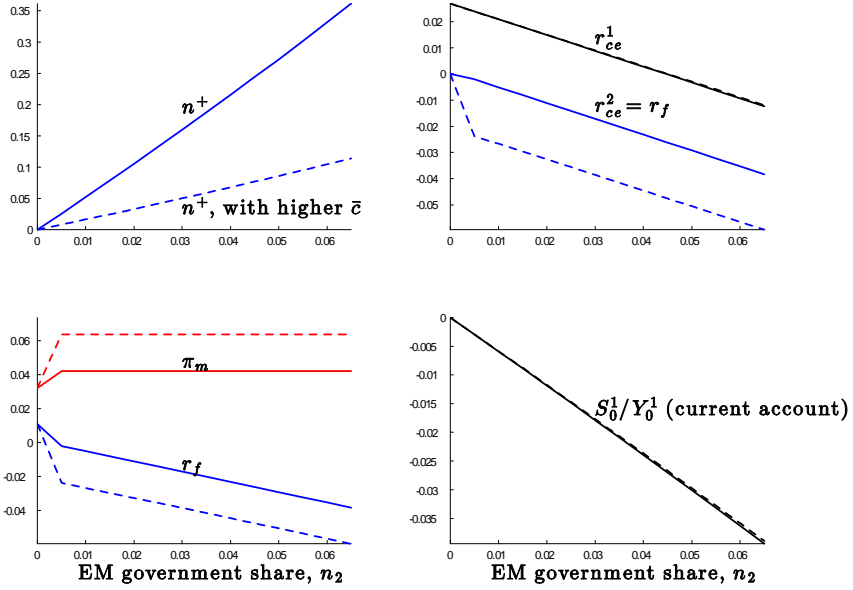 0.35
0.3
0.25
0.2
0.15
0.1
0.05
0
n⁺
n⁺, with higher c̄
0 0.01 0.02 0.03 0.04 0.05 0.06
0.02
0.01
0
-0.01
-0.02
-0.03
-0.04
-0.05
r¹_ce
r²_ce = r_f
0 0.01 0.02 0.03 0.04 0.05 0.06
0.06
0.04
0.02
0
-0.02
-0.04
π_m
r_f
0 0.01 0.02 0.03 0.04 0.05 0.06
EM government share, n₂
0
-0.005
-0.01
-0.015
-0.02
-0.025
-0.03
-0.035
S¹₀/Y¹₀ (current account)
0 0.01 0.02 0.03 0.04 0.05 0.06
EM government share, n₂